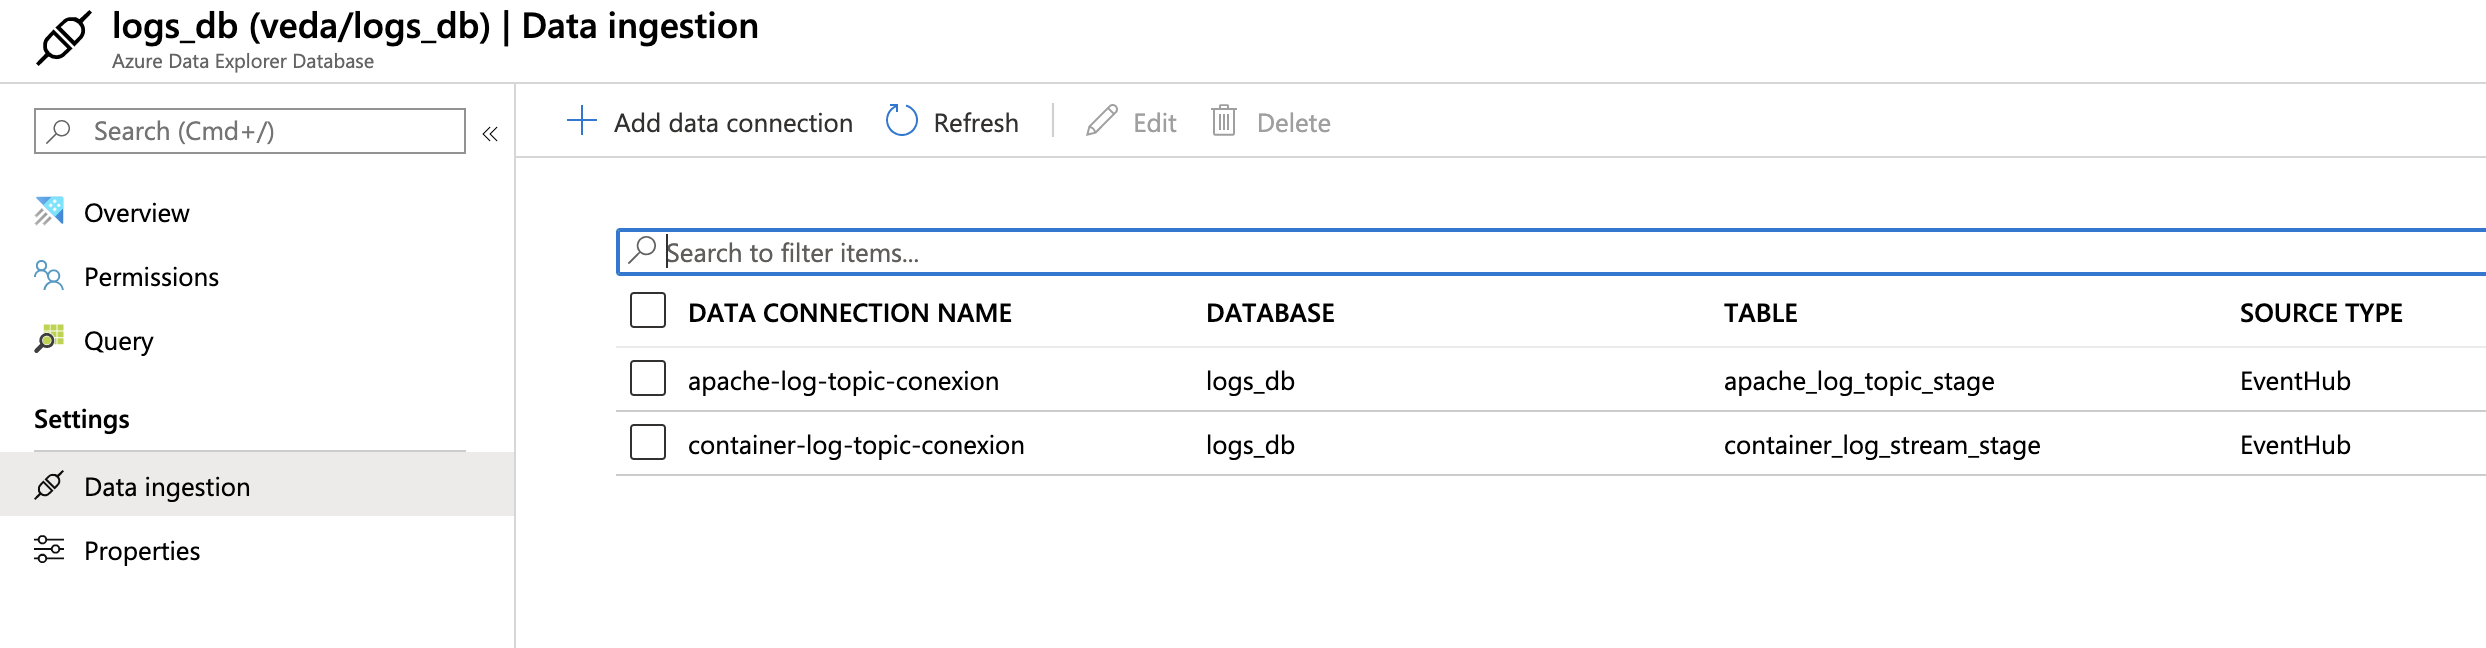 logs_db (veda/logs_db) | Data ingestion
Azure Data Explorer Database
Search (Cmd+/)
«
Overview
Permissions
Query
Settings
Data ingestion
Properties
Add data connection Refresh Edit Delete
Search to filter items...
DATA CONNECTION NAME DATABASE TABLE SOURCE TYPE
apache-log-topic-conexion logs_db apache_log_topic_stage EventHub
container-log-topic-conexion logs_db container_log_stream_stage EventHub